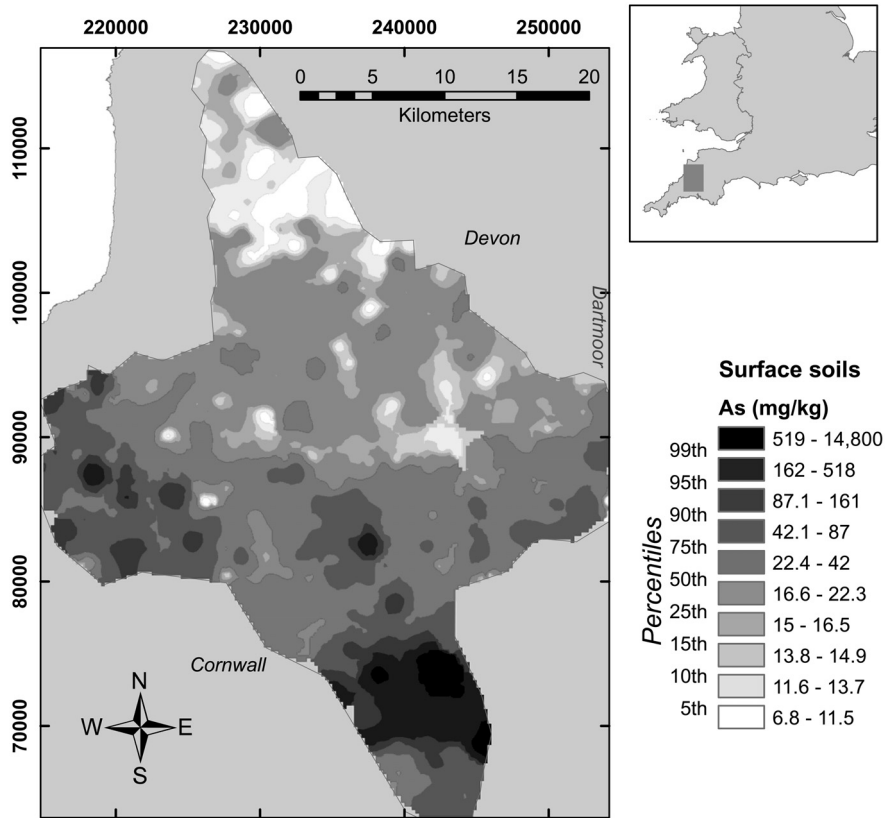 220000 230000 240000 250000
0 5 10 15 20
Kilometers
110000
100000
90000
80000
70000
Devon
Dartmoor
Cornwall
N
W E
S
Surface soils
As (mg/kg)
Percentiles
519 - 14,800
99th
162 - 518
95th
87.1 - 161
90th
42.1 - 87
75th
22.4 - 42
50th
16.6 - 22.3
25th
15 - 16.5
15th
13.8 - 14.9
10th
11.6 - 13.7
5th
6.8 - 11.5